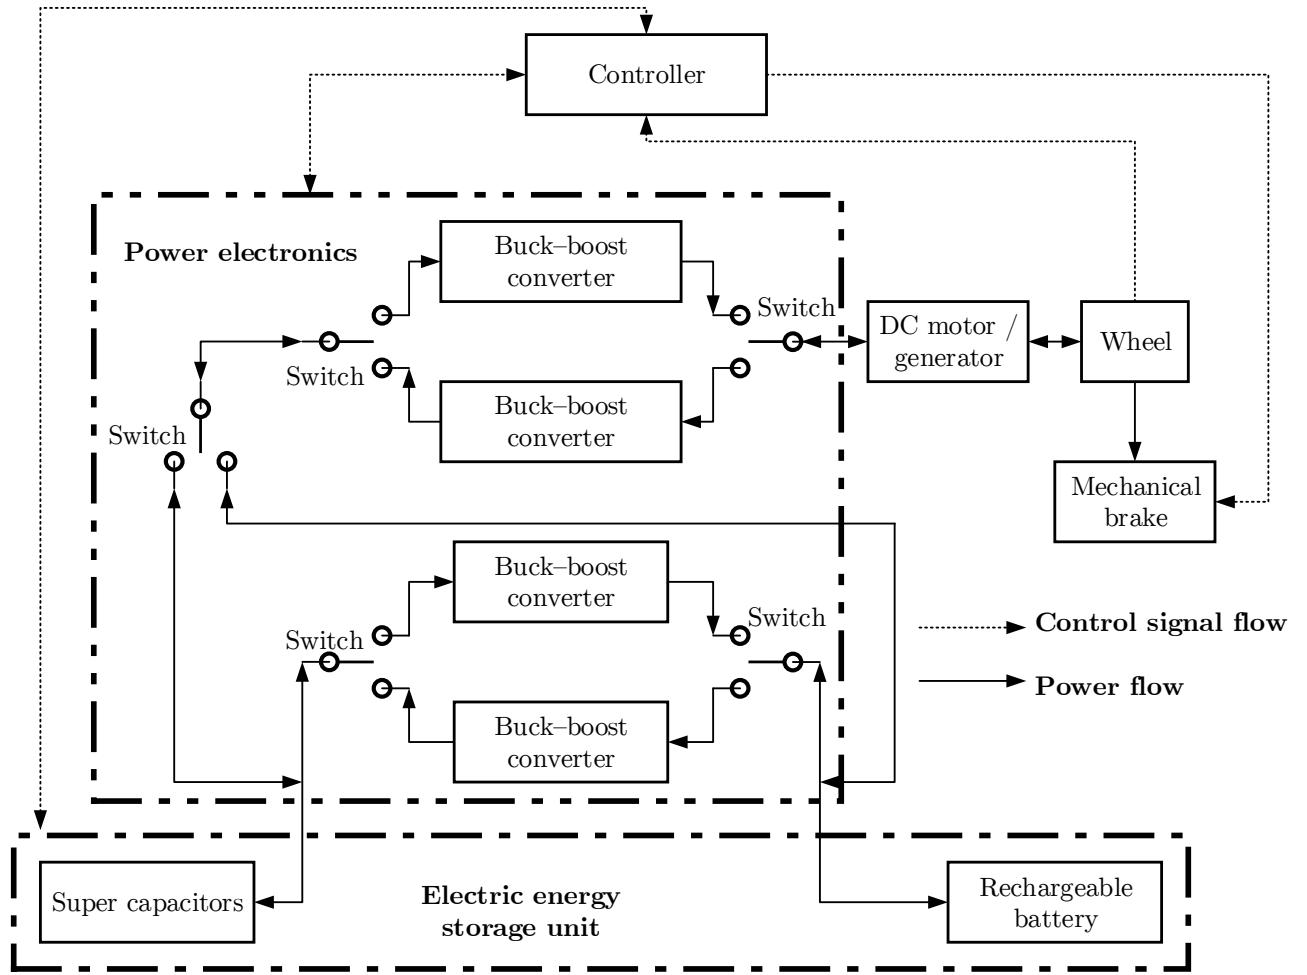 Controller
Power electronics
Buck–boost
converter
Switch
Switch
DC motor /
generator
Wheel
Buck–boost
converter
Switch
Mechanical
brake
Buck–boost
converter
Switch
Switch
Control signal flow
Power flow
Buck–boost
converter
Super capacitors
Electric energy
storage unit
Rechargeable
battery